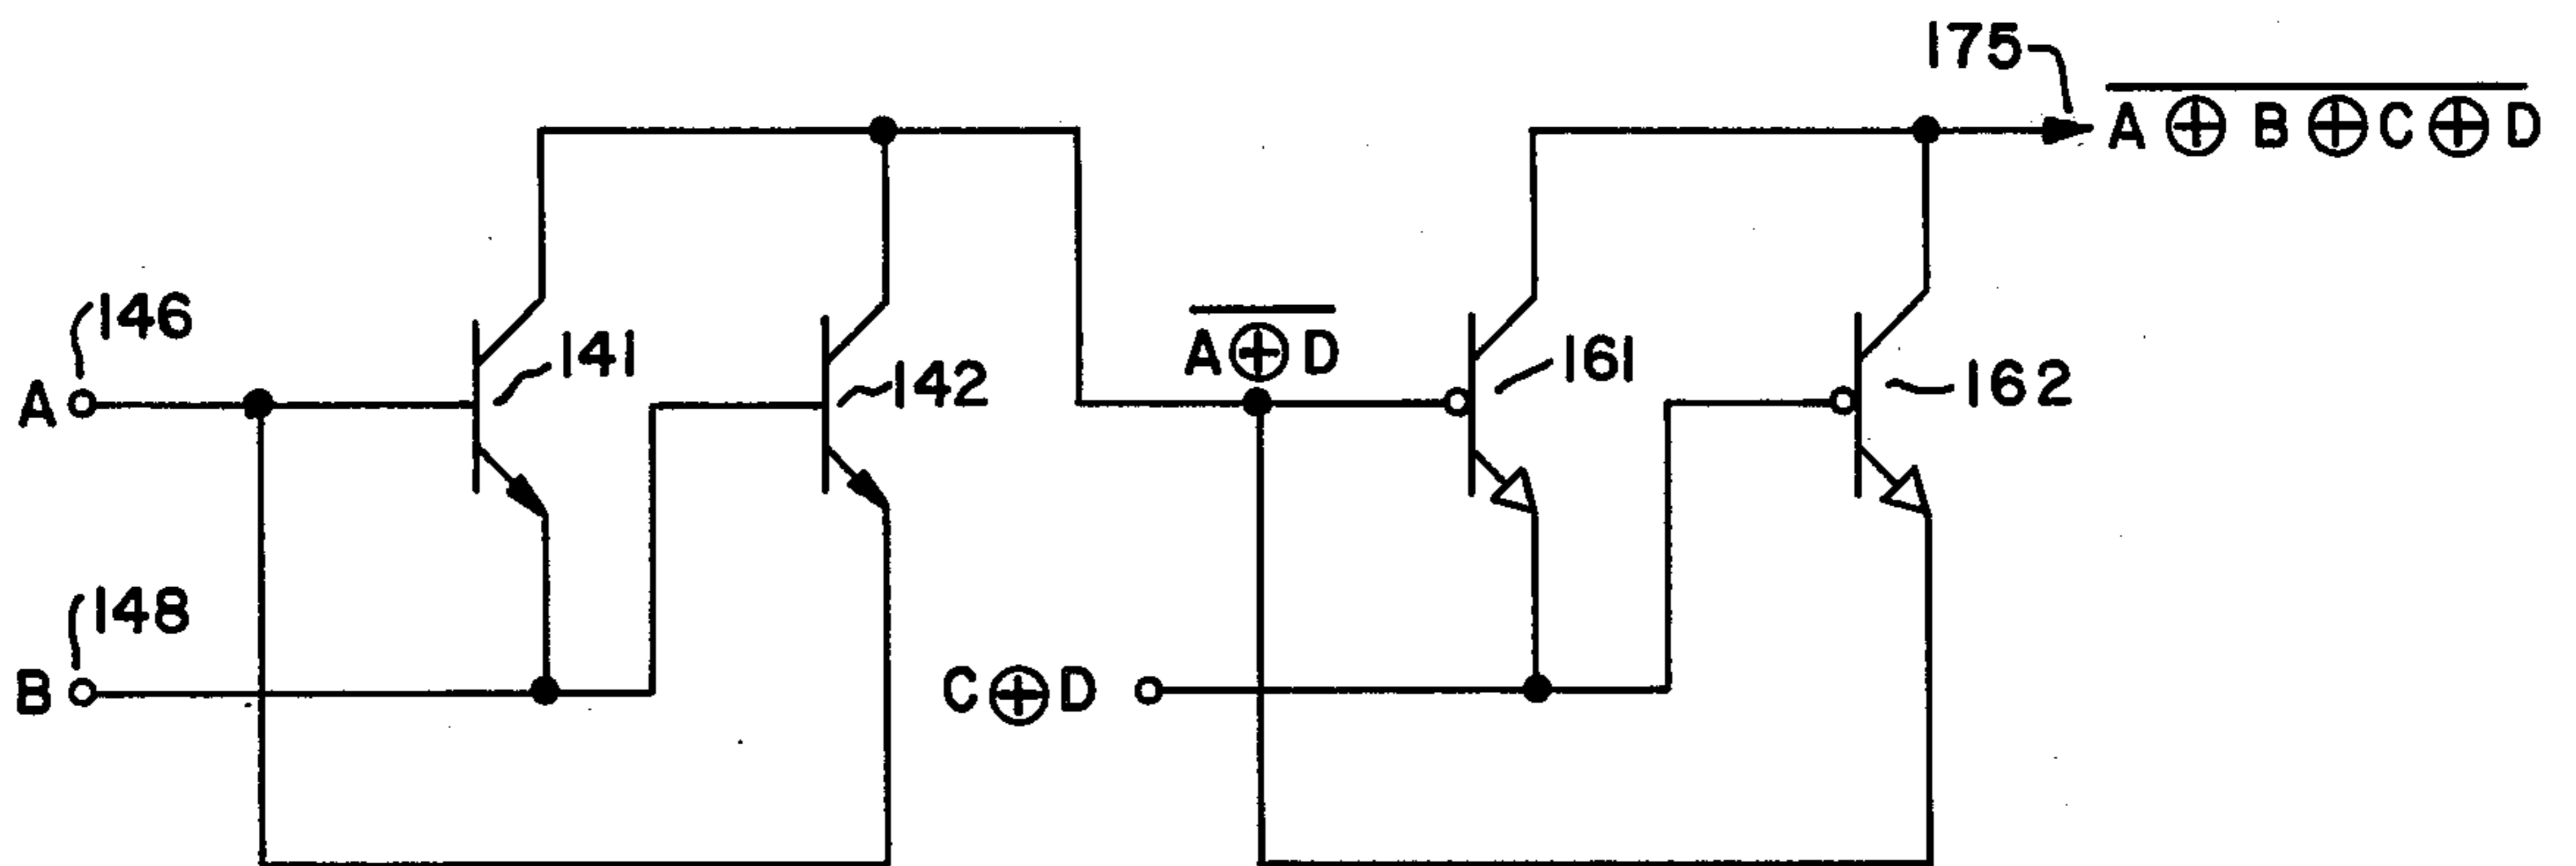 175
A̅ ̅⊕̅ ̅B̅ ̅⊕̅ ̅C̅ ̅⊕̅ ̅D̅
146
141
142
A̅ ̅⊕̅ ̅D̅
161
162
A
148
B
C ⊕ D